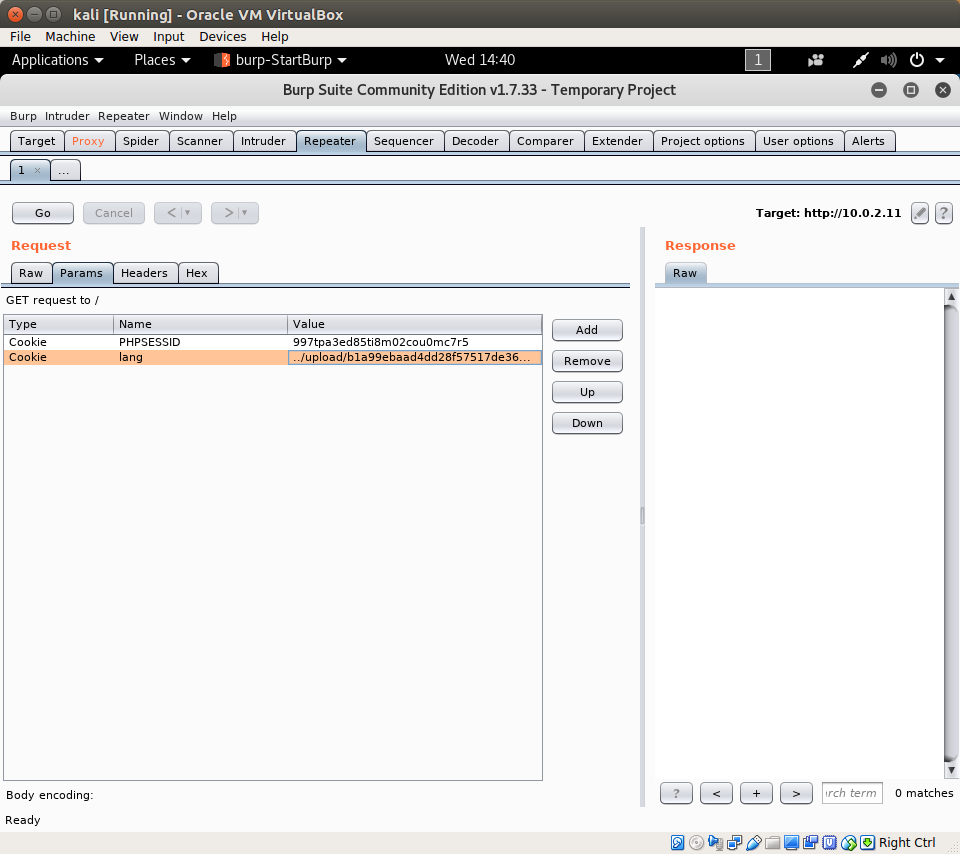 kali [Running] - Oracle VM VirtualBox
File Machine View Input Devices Help
Applications Places burp-StartBurp Wed 14:40 1
Burp Suite Community Edition v1.7.33 - Temporary Project
Burp Intruder Repeater Window Help
Target Proxy Spider Scanner Intruder Repeater Sequencer Decoder Comparer Extender Project options User options Alerts
1 × ...
Go Cancel < > Target: http://10.0.2.11 ?
Request Response
Raw Params Headers Hex Raw
GET request to /
Type Name Value
Cookie PHPSESSID 997tpa3ed85ti8m02cou0mc7r5
Cookie lang ../upload/b1a99ebaad4dd28f57517de36...
Add
Remove
Up
Down
? < + > rch term 0 matches
Body encoding:
Ready
Right Ctrl